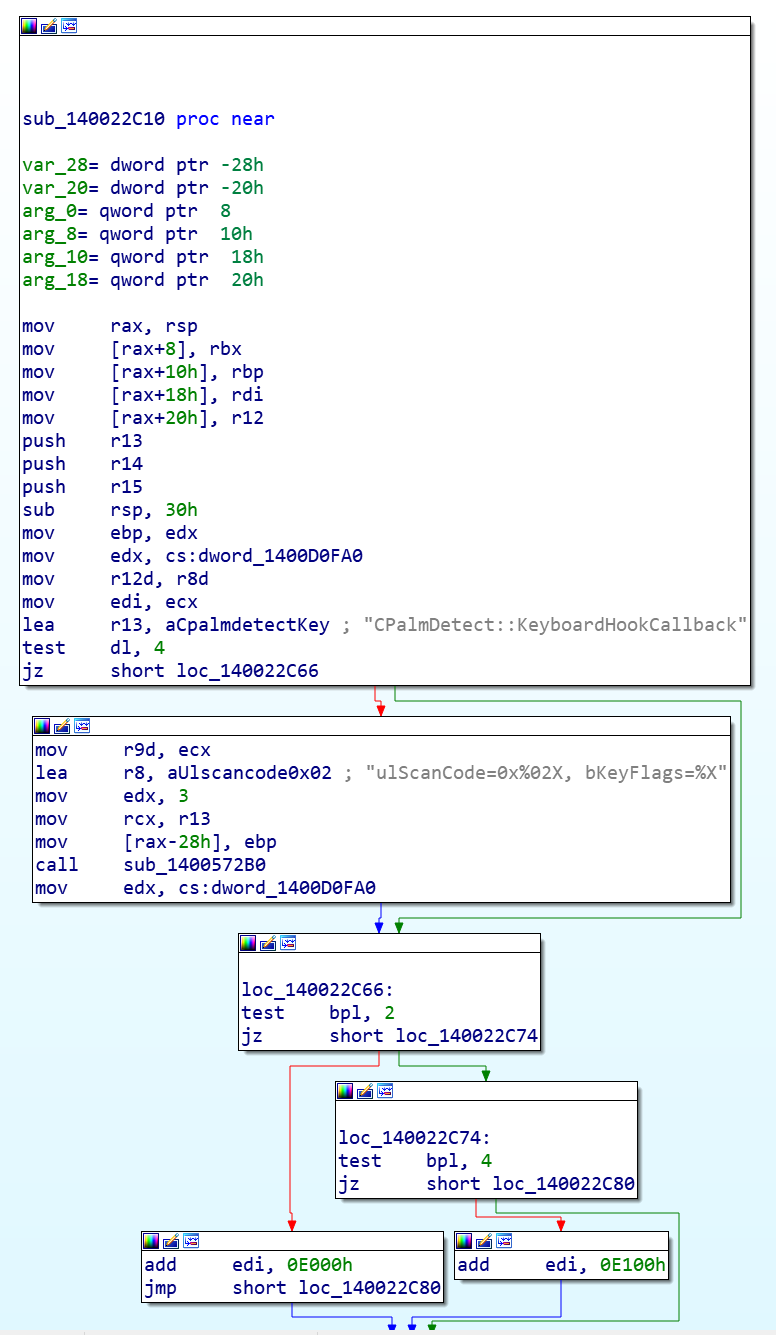 sub_140022C10 proc near
var_28= dword ptr -28h
var_20= dword ptr -20h
arg_0= qword ptr  8
arg_8= qword ptr  10h
arg_10= qword ptr  18h
arg_18= qword ptr  20h
mov     rax, rsp
mov     [rax+8], rbx
mov     [rax+10h], rbp
mov     [rax+18h], rdi
mov     [rax+20h], r12
push    r13
push    r14
push    r15
sub     rsp, 30h
mov     ebp, edx
mov     edx, cs:dword_1400D0FA0
mov     r12d, r8d
mov     edi, ecx
lea     r13, aCpalmdetectKey ; "CPalmDetect::KeyboardHookCallback"
test    dl, 4
jz      short loc_140022C66
mov     r9d, ecx
lea     r8, aUlscancode0x02 ; "ulScanCode=0x%02X, bKeyFlags=%X"
mov     edx, 3
mov     rcx, r13
mov     [rax-28h], ebp
call    sub_1400572B0
mov     edx, cs:dword_1400D0FA0
loc_140022C66:
test    bpl, 2
jz      short loc_140022C74
loc_140022C74:
test    bpl, 4
jz      short loc_140022C80
add     edi, 0E000h
jmp     short loc_140022C80
add     edi, 0E100h